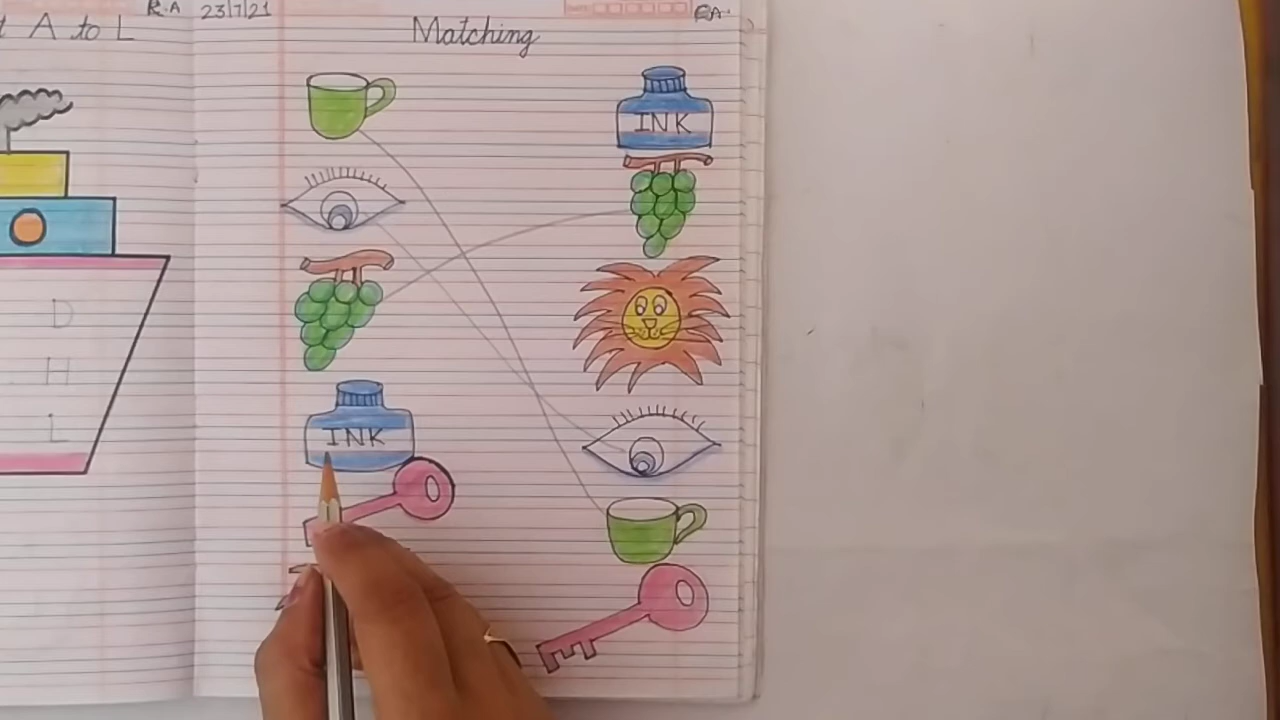 A to L
R.A
23/7/21
Matching
INK
D
H
L
INK